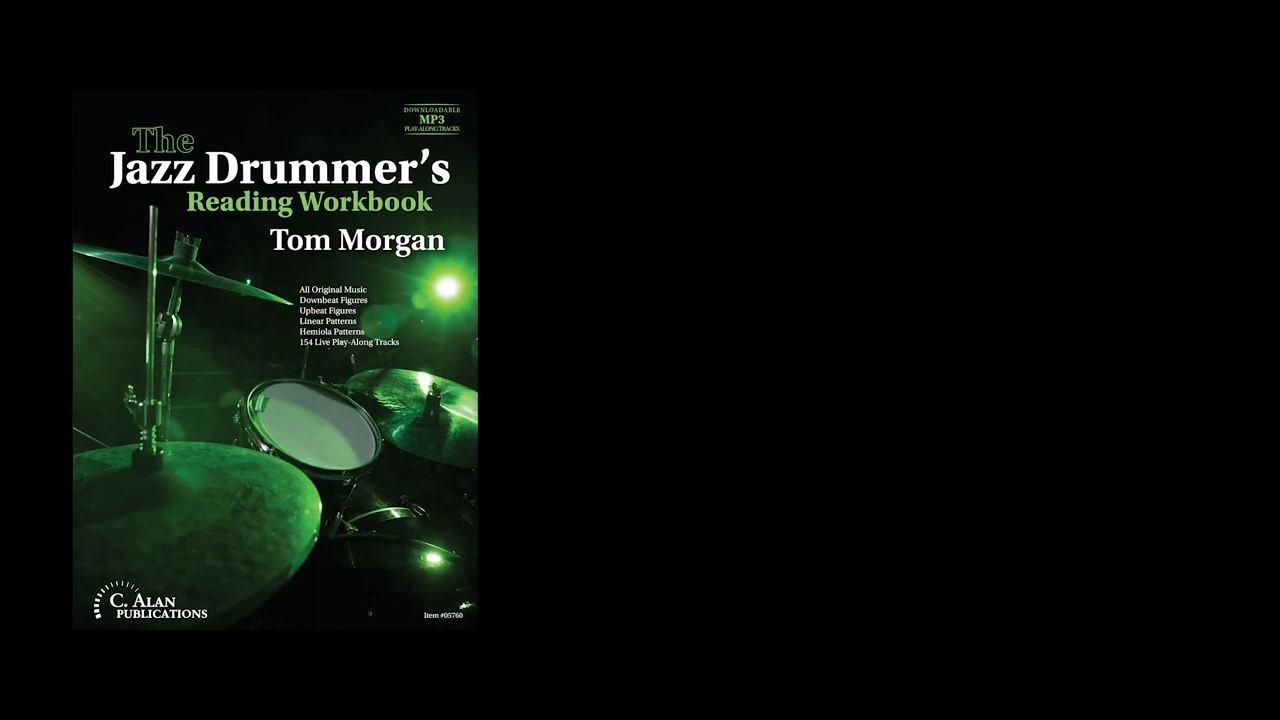 DOWNLOADABLE
MP3
PLAY-ALONG TRACKS
The
Jazz Drummer's
Reading Workbook
Tom Morgan
All Original Music
Downbeat Figures
Upbeat Figures
Linear Patterns
Hemiola Patterns
154 Live Play-Along Tracks
C. ALAN
PUBLICATIONS
Item #05760